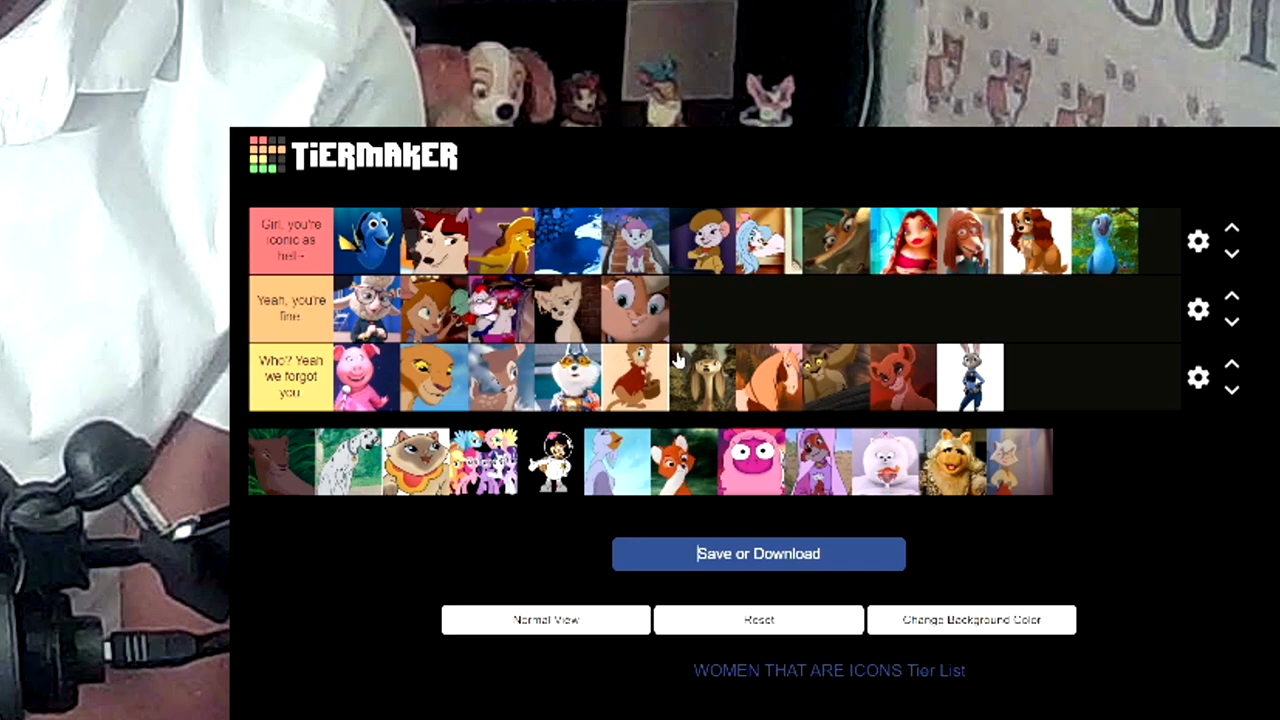 TiERMAKER
Girl, you're
iconic as
hell~
Yeah, you're
fine
Who? Yeah
we forgot
you
Save or Download
Normal View
Reset
Change Background Color
WOMEN THAT ARE ICONS Tier List